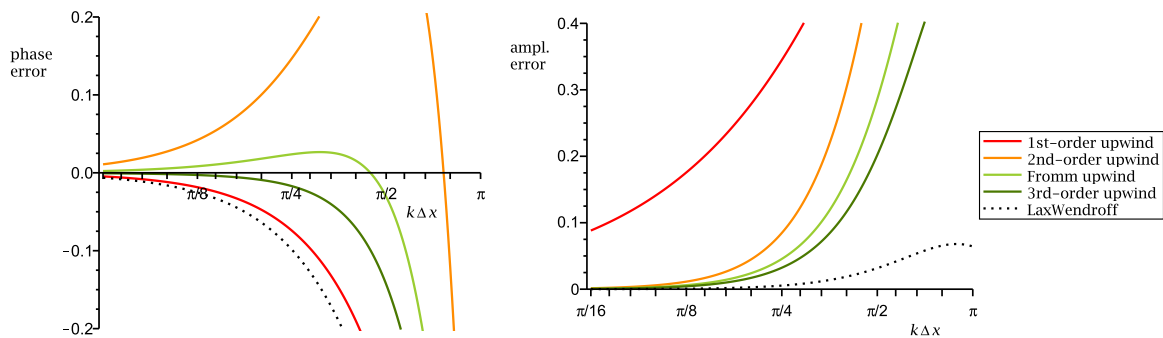 phase
error
0.2
0.1
0.0
-0.1
-0.2
π/8
π/4
π/2
π
kΔx
ampl.
error
0.4
0.3
0.2
0.1
0
π/16
π/8
π/4
π/2
π
kΔx
1st-order upwind
2nd-order upwind
Fromm upwind
3rd-order upwind
LaxWendroff